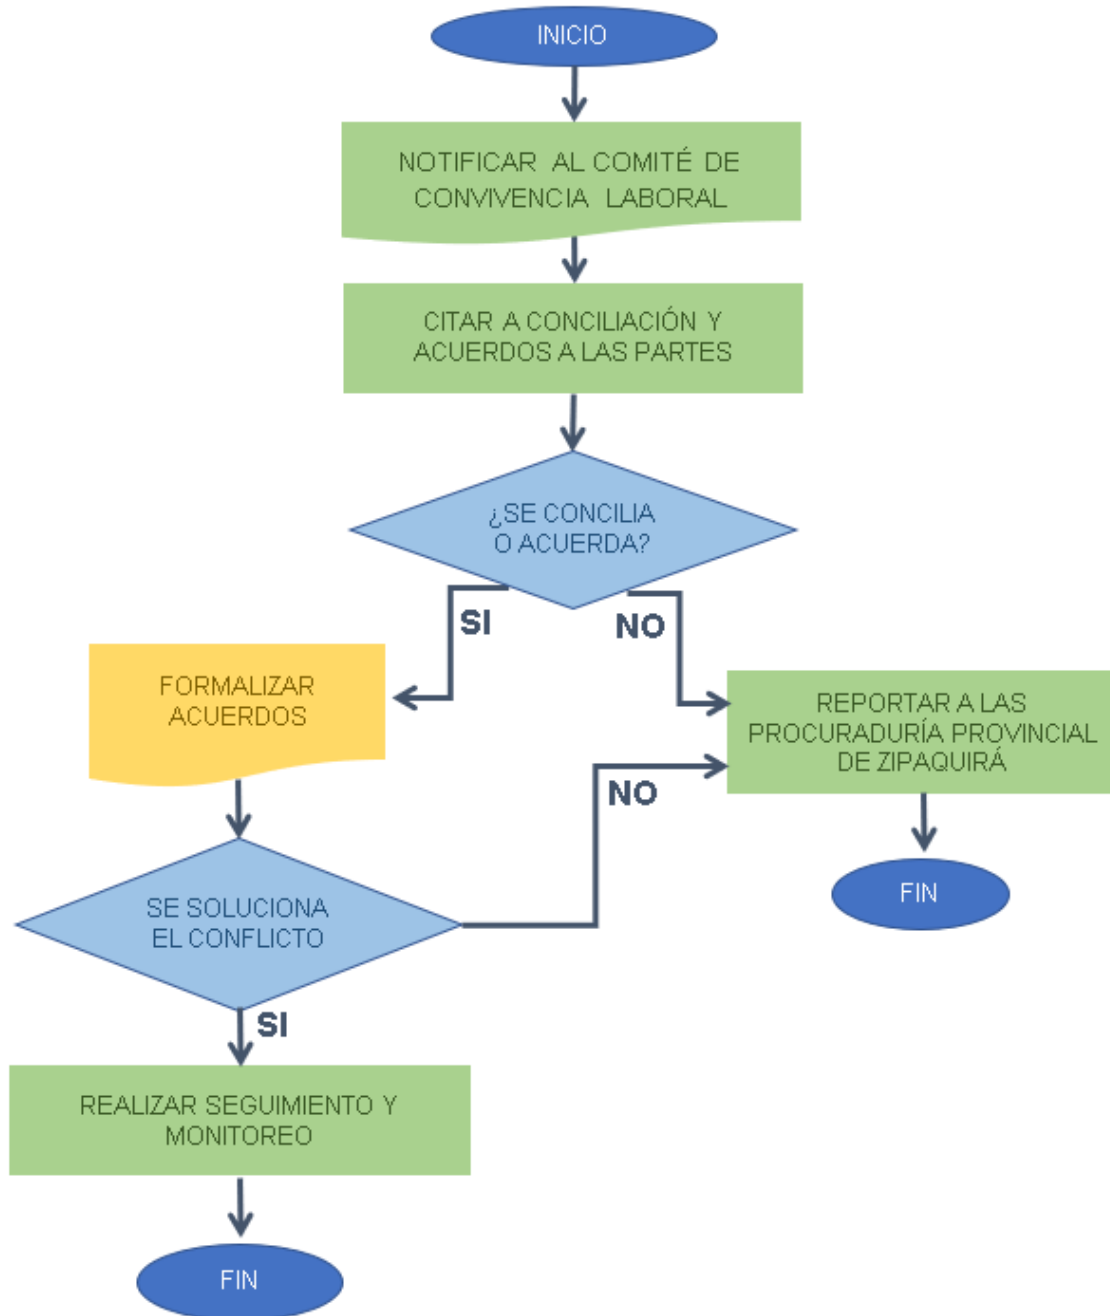 INICIO
NOTIFICAR AL COMITÉ DE
CONVIVENCIA LABORAL
CITAR A CONCILIACIÓN Y
ACUERDOS A LAS PARTES
¿SE CONCILIA
O ACUERDA?
SI
NO
FORMALIZAR
ACUERDOS
REPORTAR A LAS
PROCURADURÍA PROVINCIAL
DE ZIPAQUIRÁ
NO
FIN
SE SOLUCIONA
EL CONFLICTO
SI
REALIZAR SEGUIMIENTO Y
MONITOREO
FIN